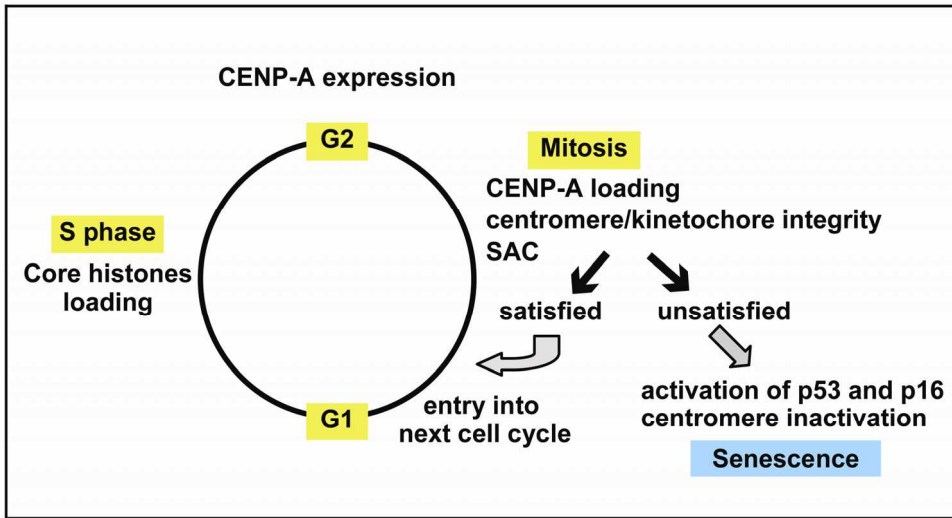 CENP-A expression
G2
Mitosis
CENP-A loading
centromere/kinetochore integrity
SAC
S phase
Core histones
loading
satisfied
unsatisfied
entry into
next cell cycle
G1
activation of p53 and p16
centromere inactivation
Senescence